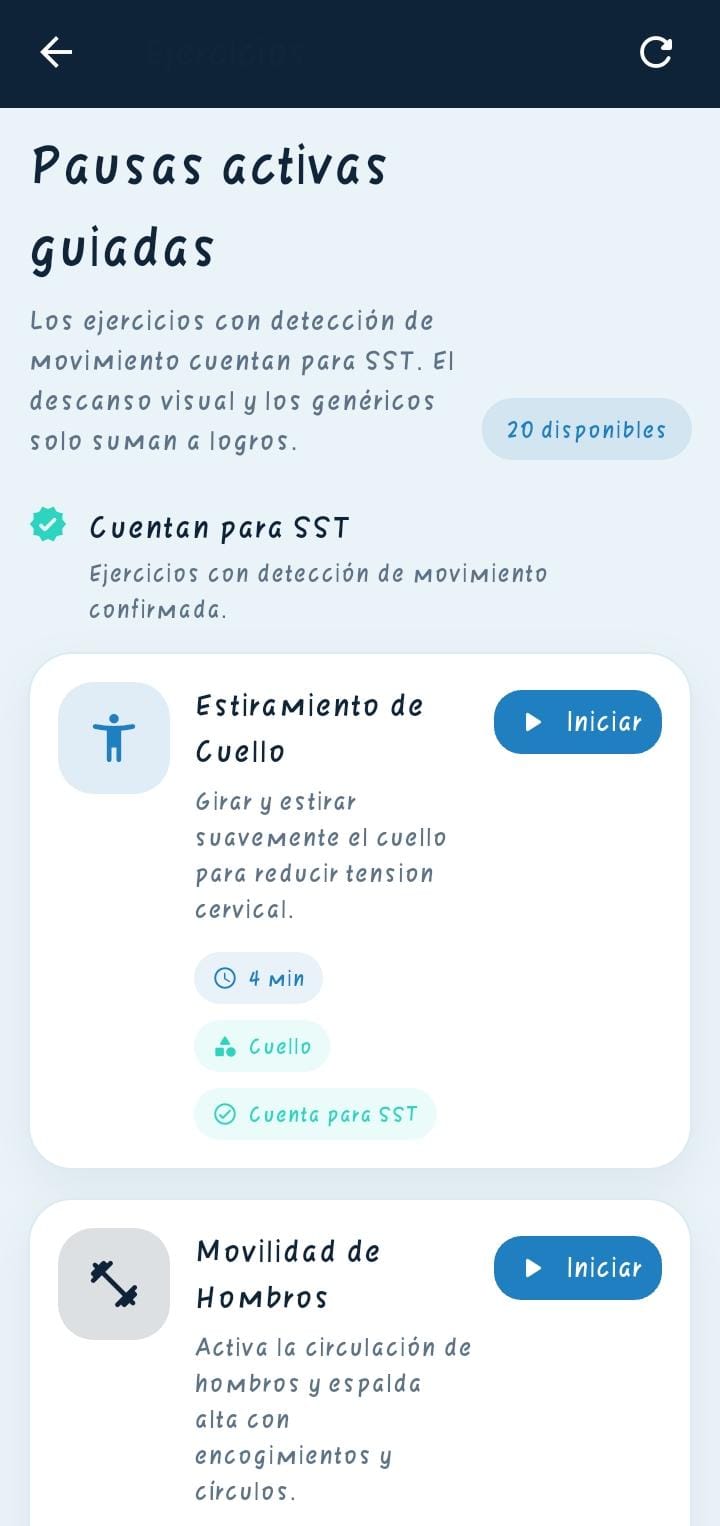 Ejercicios
Pausas activas
guiadas
Los ejercicios con detección de
movimiento cuentan para SST. El
descanso visual y los genéricos
solo suman a logros.
20 disponibles
Cuentan para SST
Ejercicios con detección de movimiento
confirmada.
Estiramiento de
Cuello
Iniciar
Girar y estirar
suavemente el cuello
para reducir tension
cervical.
4 min
Cuello
Cuenta para SST
Movilidad de
Hombros
Iniciar
Activa la circulación de
hombros y espalda
alta con
encogimientos y
círculos.